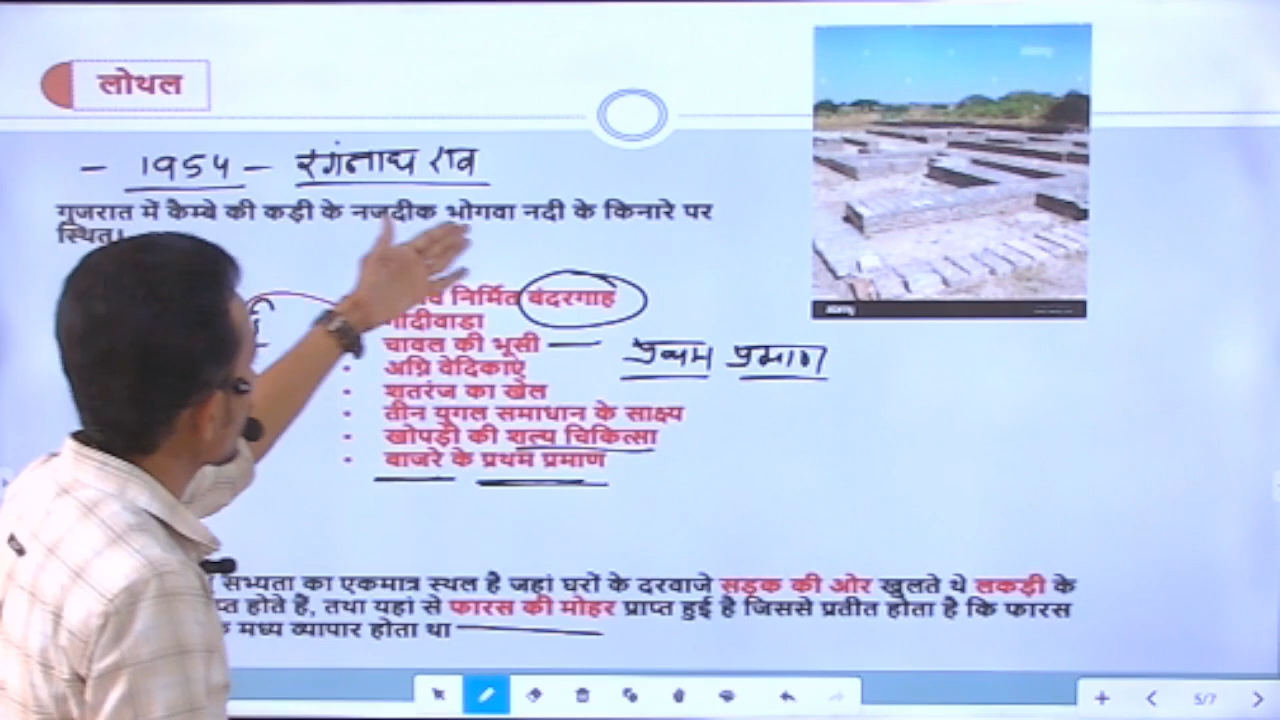 लोथल
– 1954 – रंगनाथ राव
गुजरात में कैम्बे की कड़ी के नजदीक भोगवा नदी के किनारे पर
स्थित।
निर्मित बंदरगाह
गोदीवाडा
चावल की भूसी — प्रथम प्रमाण
• अग्नि वेदिकाऐ
• शतरंज का खेल
• तीन युगल समाधान के साक्ष्य
• खोपड़ी की शल्य चिकित्सा
• बाजरे के प्रथम प्रमाण
सभ्यता का एकमात्र स्थल है जहां घरों के दरवाजे सड़क की ओर खुलते थे लकड़ी के
होते हैं, तथा यहां से फारस की मोहर प्राप्त हुई है जिससे प्रतीत होता है कि फारस
मध्य व्यापार होता था
5/7